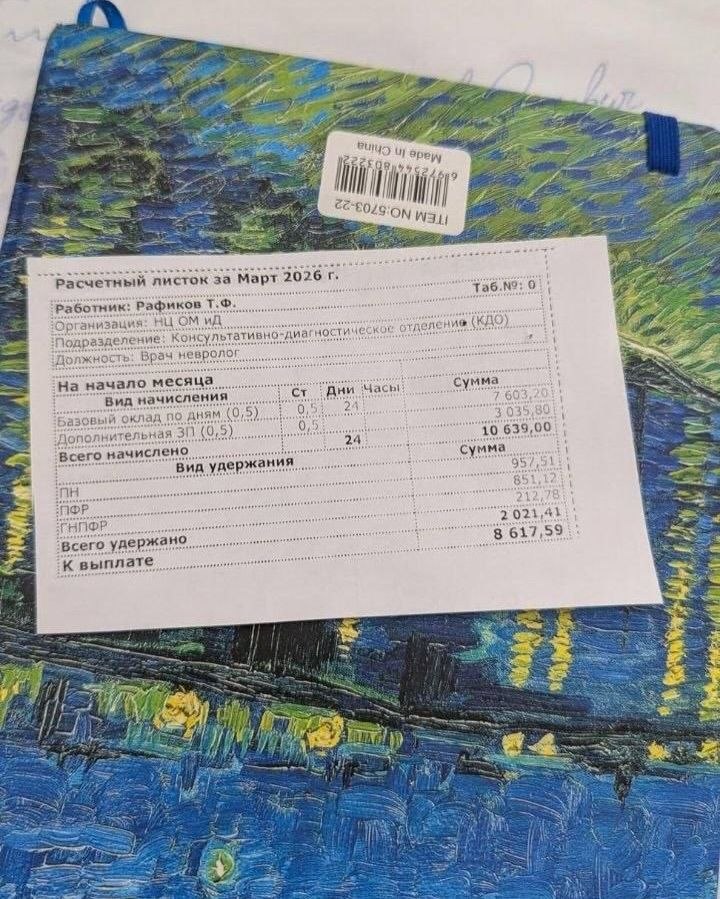 ITEM NO:5703-22
6 972544 803222
Made In China
Расчетный листок за Март 2026 г.
Таб.№: 0
Работник: Рафиков Т.Ф.
Организация: НЦ ОМ иД
Подразделение: Консультативно-диагностическое отделение (КДО)
Должность: Врач невролог
На начало месяца
Вид начисления Ст Дни Часы Сумма
Базовый оклад по дням (0,5) 0,5 24 7 603,20
Дополнительная ЗП (0,5) 0,5 3 035,80
Всего начислено 24 10 639,00
Вид удержания Сумма
ПН 957,51
ПФР 851,12
ГНПФР 212,78
Всего удержано 2 021,41
К выплате 8 617,59